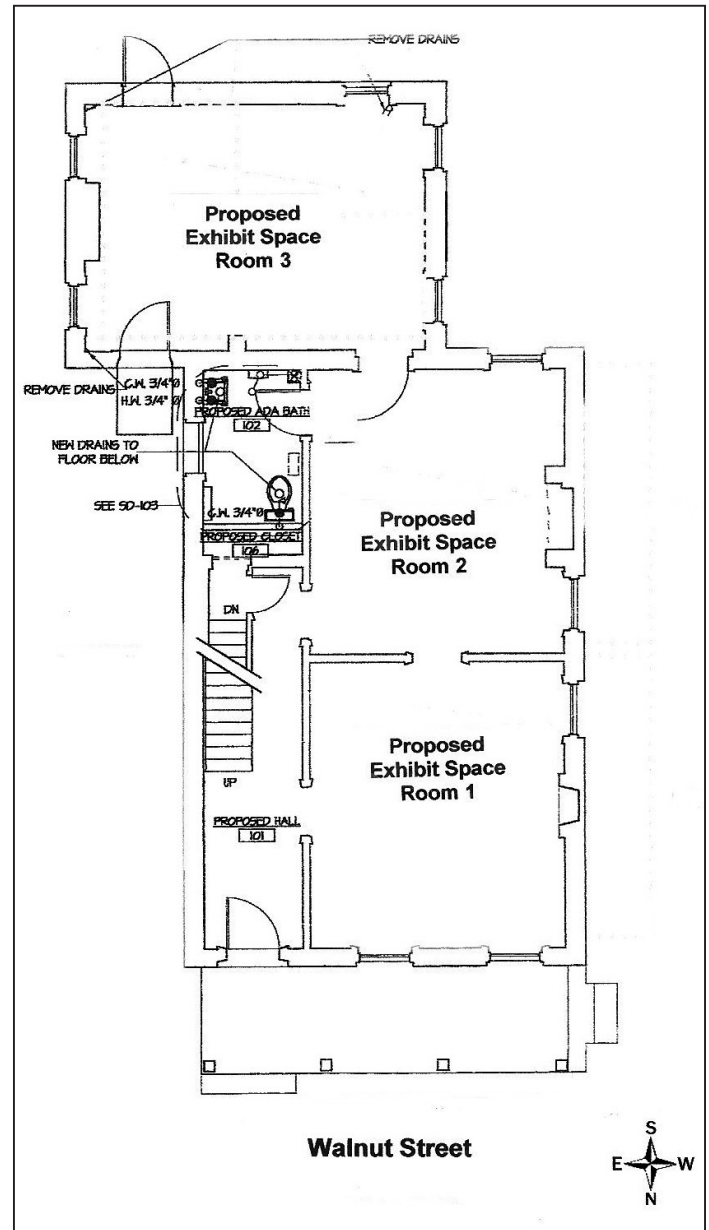 REMOVE DRAINS
Proposed
Exhibit Space
Room 3
REMOVE DRAINS
C.W. 3/4"Ø
H.W. 3/4" Ø
PROPOSED ADA BATH
102
NEW DRAINS TO
FLOOR BELOW
SEE SD-103
C.W. 3/4"Ø
PROPOSED CLOSET
106
Proposed
Exhibit Space
Room 2
DN
UP
Proposed
Exhibit Space
Room 1
PROPOSED HALL
101
Walnut Street
S
E
W
N